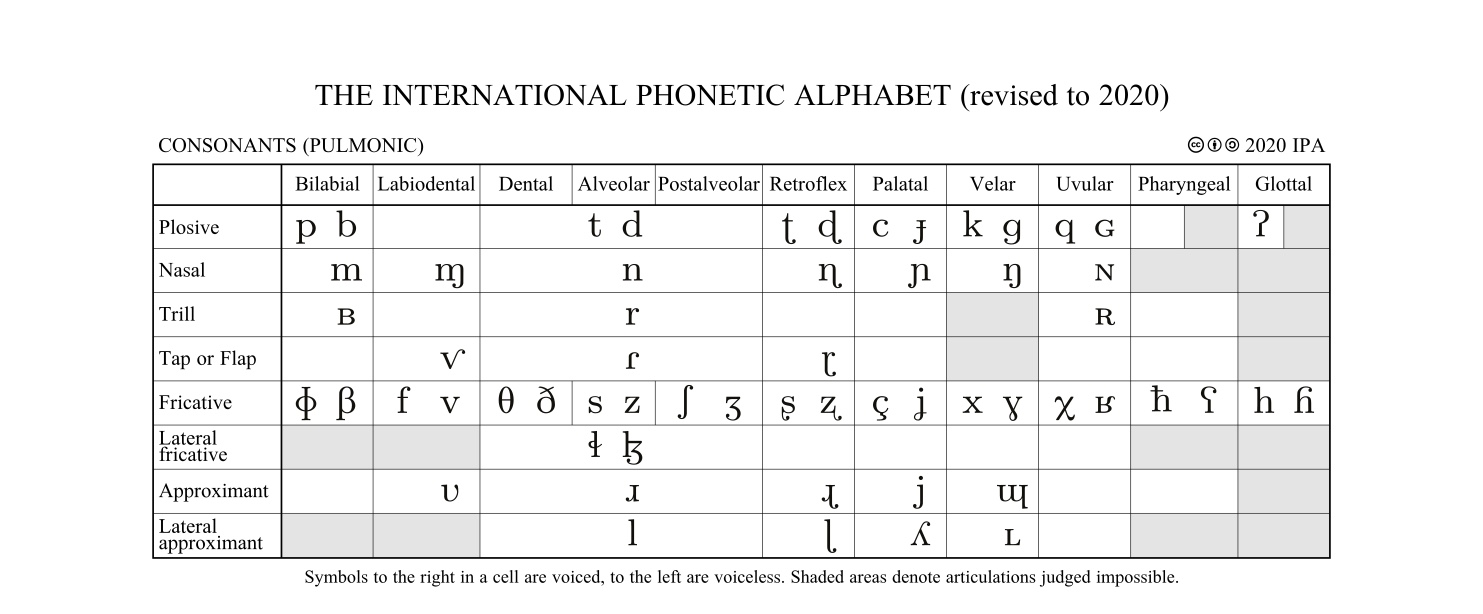 THE INTERNATIONAL PHONETIC ALPHABET (revised to 2020)
CONSONANTS (PULMONIC) 2020 IPA
Bilabial Labiodental Dental Alveolar Postalveolar Retroflex Palatal Velar Uvular Pharyngeal Glottal
Plosive p b t d ʈ ɖ c ɟ k ɡ q ɢ ʔ
Nasal m ɱ n ɳ ɲ ŋ ɴ
Trill ʙ r ʀ
Tap or Flap ⱱ ɾ ɽ
Fricative ɸ β f v θ ð s z ʃ ʒ ʂ ʐ ç ʝ x ɣ χ ʁ ħ ʕ h ɦ
Lateral
fricative ɬ ɮ
Approximant ʋ ɹ ɻ j ɰ
Lateral
approximant l ɭ ʎ ʟ
Symbols to the right in a cell are voiced, to the left are voiceless. Shaded areas denote articulations judged impossible.